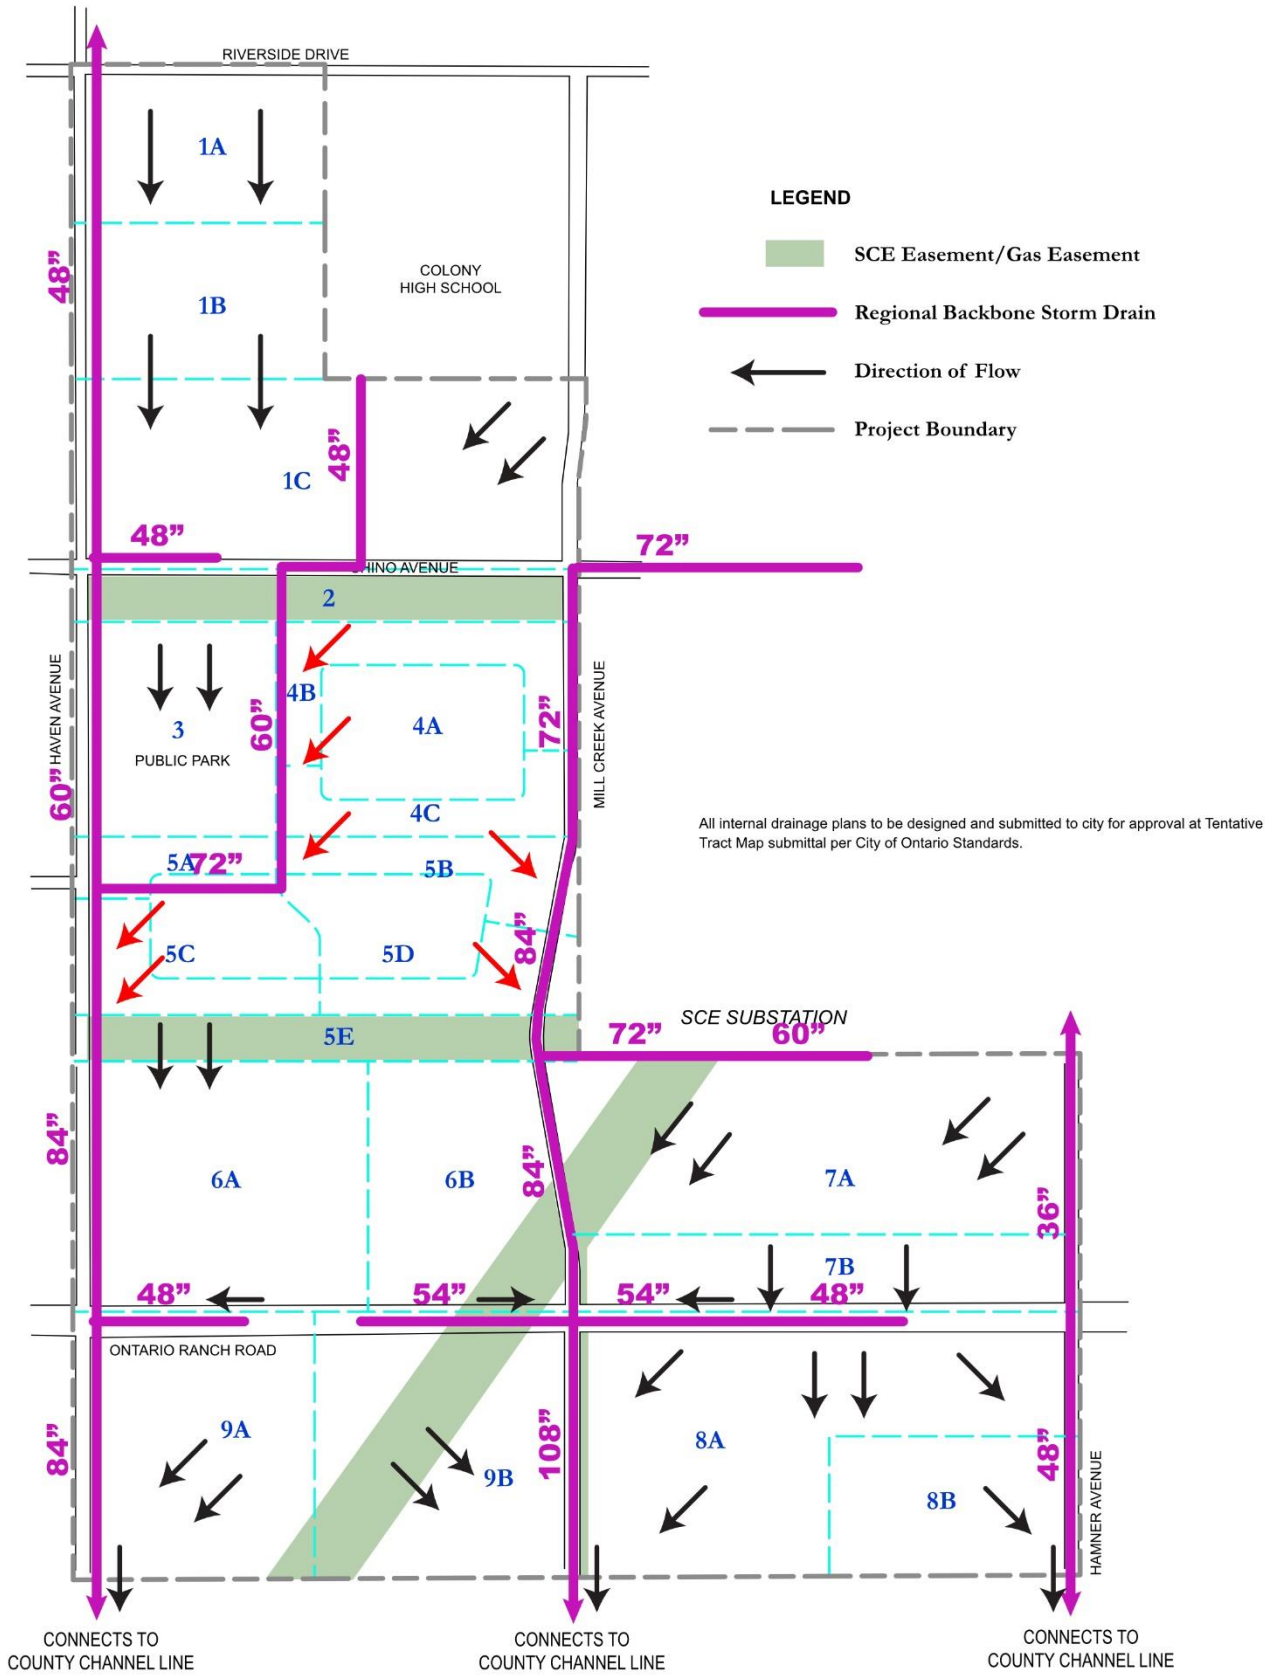 RIVERSIDE DRIVE
1A
LEGEND
48”
COLONY
HIGH SCHOOL
SCE Easement/Gas Easement
1B
Regional Backbone Storm Drain
Direction of Flow
Project Boundary
48”
1C
48”
72”
CHINO AVENUE
2
HAVEN AVENUE
MILL CREEK AVENUE
4B
60”
72”
4A
3
PUBLIC PARK
60”
4C
All internal drainage plans to be designed and submitted to city for approval at Tentative
Tract Map submittal per City of Ontario Standards.
5A
72”
5B
84”
5C
5D
SCE SUBSTATION
5E
72”
60”
84”
6A
6B
84”
7A
36”
7B
48”
54”
54”
48”
ONTARIO RANCH ROAD
84”
9A
108”
9B
8A
48”
8B
HAMNER AVENUE
CONNECTS TO
COUNTY CHANNEL LINE
CONNECTS TO
COUNTY CHANNEL LINE
CONNECTS TO
COUNTY CHANNEL LINE